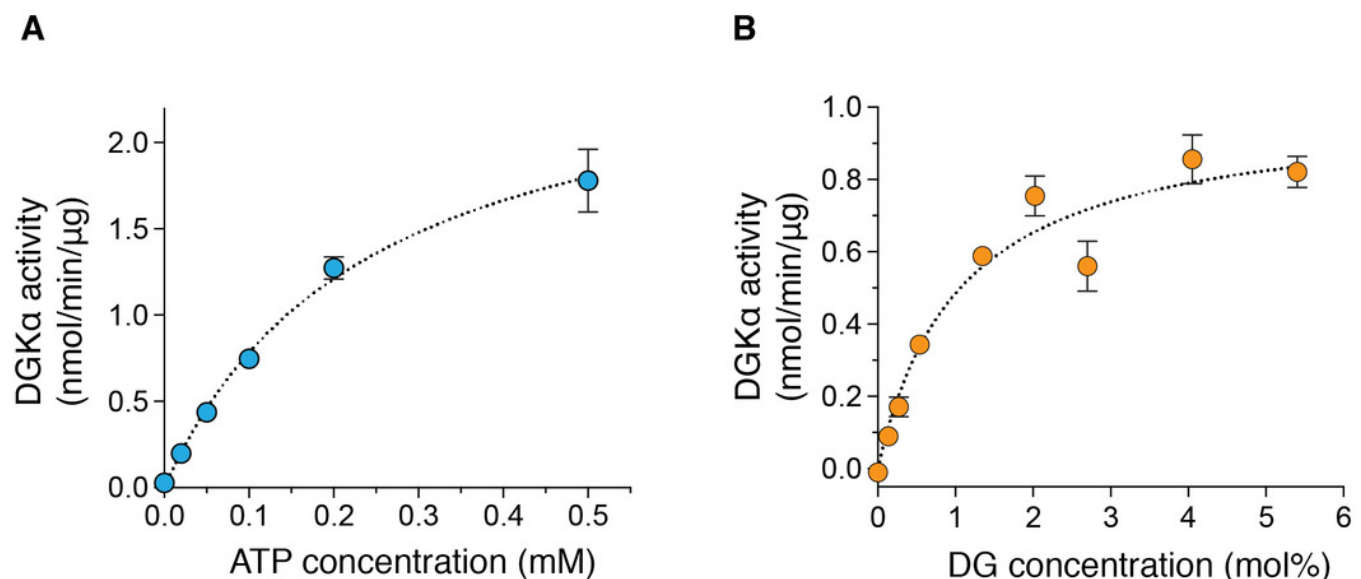 A
DGKα activity
(nmol/min/µg)
2.0
1.5
1.0
0.5
0.0
0.0 0.1 0.2 0.3 0.4 0.5
ATP concentration (mM)
B
DGKα activity
(nmol/min/µg)
1.0
0.8
0.6
0.4
0.2
0.0
0 1 2 3 4 5 6
DG concentration (mol%)